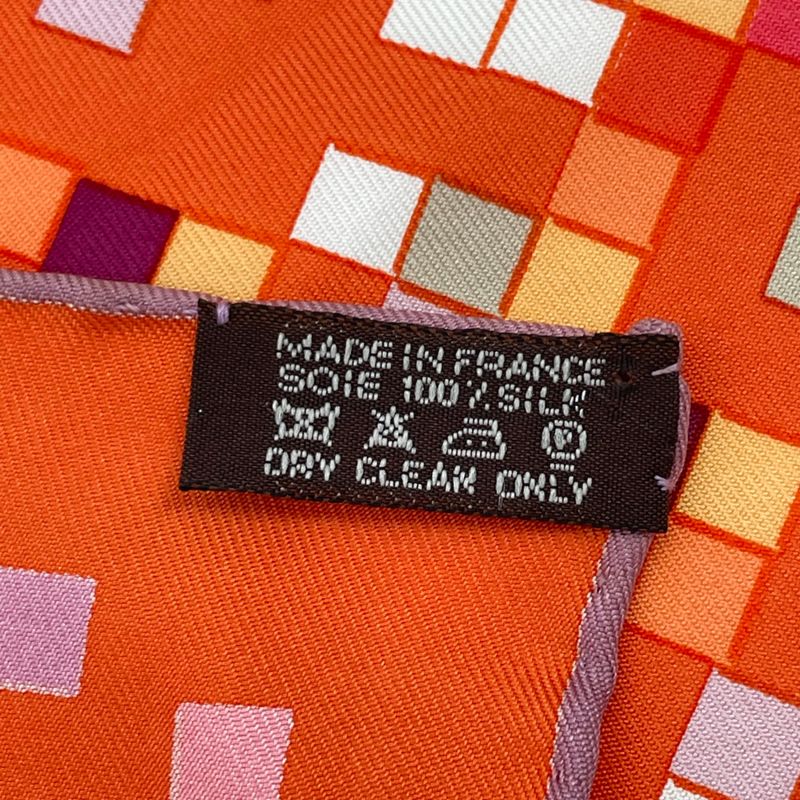 MADE IN FRANCE
SOIE 100% SILK
P
DRY CLEAN ONLY